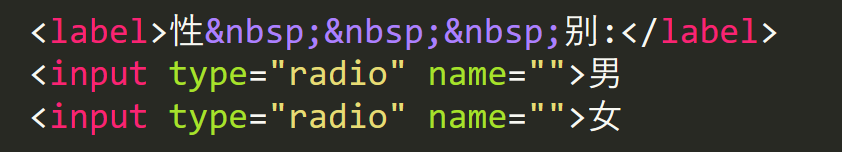 <label>性&nbsp;&nbsp;&nbsp;别:</label>
<input type="radio" name="">男
<input type="radio" name="">女